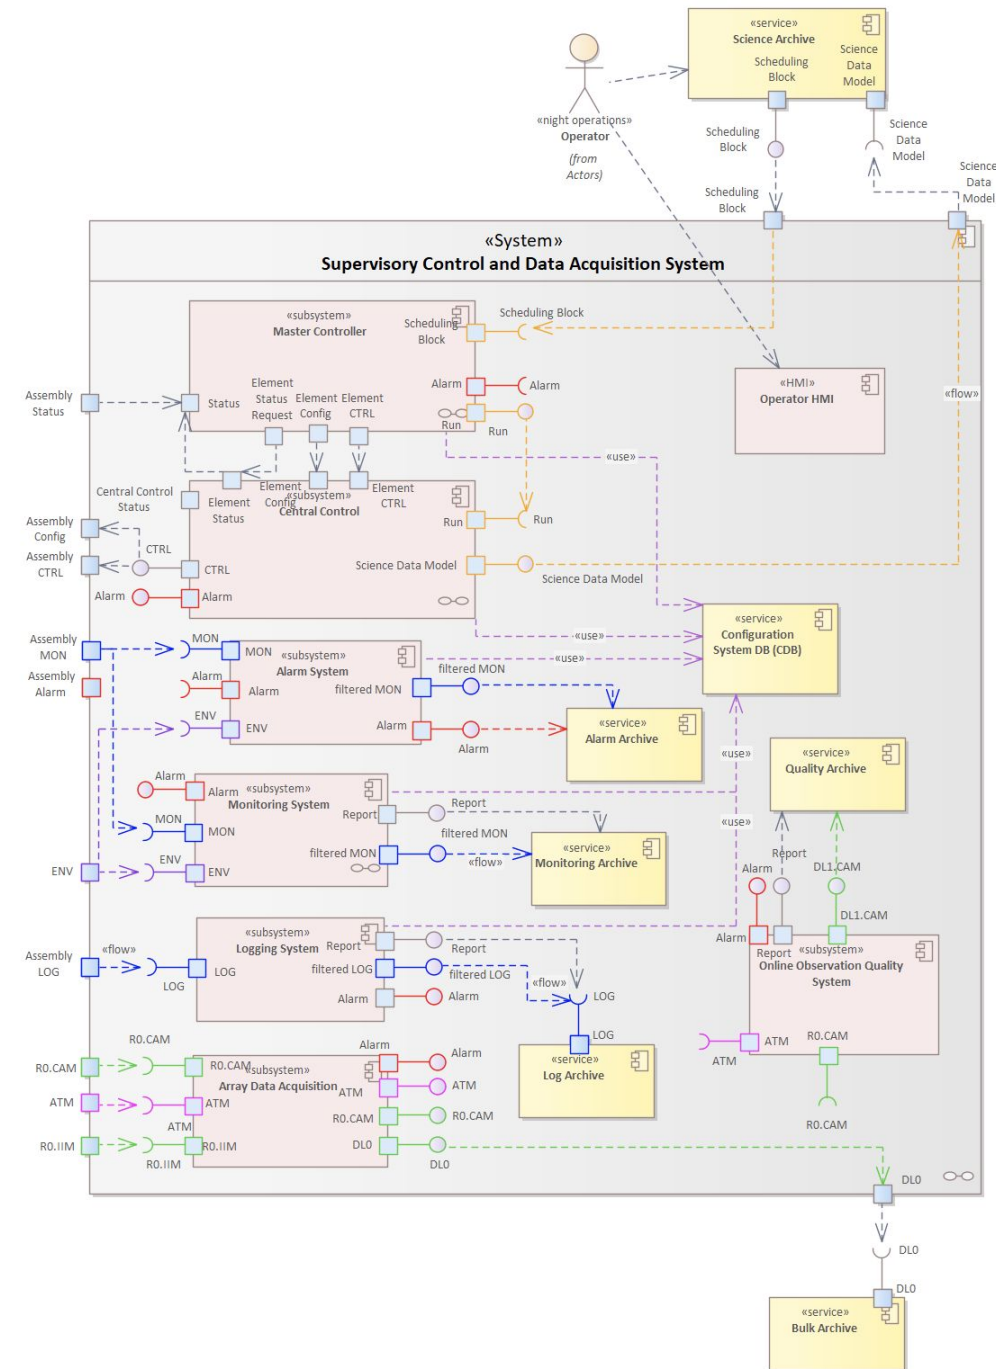 «service»
Science Archive
Scheduling
Block
Science
Data
Model
«night operations»
Operator
(from
Actors)
Scheduling
Block
Science
Data
Model
Scheduling
Block
Science
Data
Model
«System»
Supervisory Control and Data Acquisition System
«subsystem»
Master Controller
Scheduling
Block
Scheduling Block
Assembly
Status
Status
Element
Status
Request
Element
Config
Element
CTRL
Alarm
Alarm
Run
Run
«HMI»
Operator HMI
«flow»
«use»
Central Control
Status
Element
Status
Element
Config
«subsystem»
Central Control
Element
CTRL
Run
Run
Assembly
Config
Assembly
CTRL
CTRL
CTRL
Science Data Model
Science Data Model
Alarm
Alarm
«use»
«use»
«service»
Configuration
System DB (CDB)
Assembly
MON
MON
MON
«subsystem»
Alarm System
filtered MON
filtered MON
Assembly
Alarm
Alarm
Alarm
ENV
ENV
Alarm
Alarm
«service»
Alarm Archive
«use»
«service»
Quality Archive
Alarm
Alarm
«subsystem»
Monitoring System
Report
Report
MON
MON
filtered MON
filtered MON
«flow»
«service»
Monitoring Archive
«use»
ENV
ENV
ENV
Alarm
Report
DL1.CAM
DL1.CAM
Assembly
LOG
«flow»
LOG
LOG
«subsystem»
Logging System
Report
Report
filtered LOG
filtered LOG
«flow»
Alarm
Alarm
LOG
LOG
«service»
Log Archive
Alarm
Report
«subsystem»
Online Observation Quality
System
ATM
ATM
R0.CAM
R0.CAM
R0.CAM
R0.CAM
R0.CAM
«subsystem»
Array Data Acquisition
Alarm
Alarm
ATM
ATM
ATM
ATM
ATM
R0.CAM
R0.CAM
R0.IIM
R0.IIM
R0.IIM
DL0
DL0
DL0
DL0
DL0
«service»
Bulk Archive